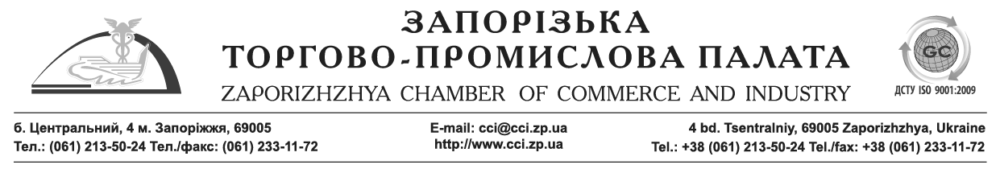 ЗАПОРІЗЬКА
ТОРГОВО-ПРОМИСЛОВА ПАЛАТА
ZAPORIZHZHYA CHAMBER OF COMMERCE AND INDUSTRY
GC
ДСТУ ISO 9001:2009
б. Центральний, 4 м. Запоріжжя, 69005
Тел.: (061) 213-50-24 Тел./факс: (061) 233-11-72
E-mail: cci@cci.zp.ua
http://www.cci.zp.ua
4 bd. Tsentralniy, 69005 Zaporizhzhya, Ukraine
Tel.: +38 (061) 213-50-24 Tel./fax: +38 (061) 233-11-72